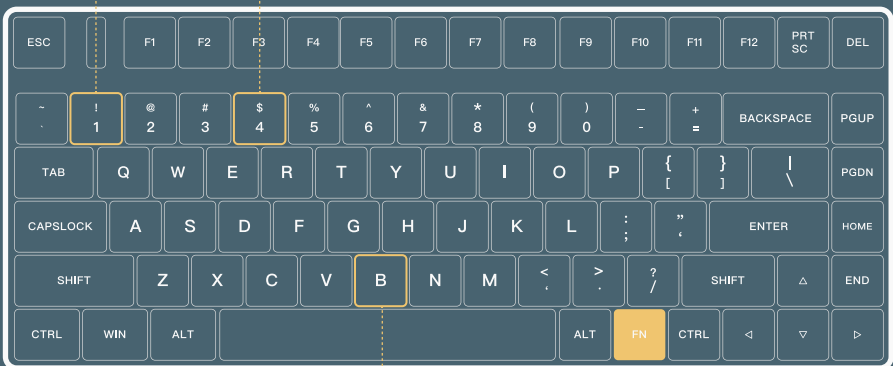 ESC F1 F2 F3 F4 F5 F6 F7 F8 F9 F10 F11 F12 PRT SC DEL
~ ! @ # $ % ^ & * ( ) — +
` 1 2 3 4 5 6 7 8 9 0 - = BACKSPACE PGUP
TAB Q W E R T Y U I O P { [ } ] | \ PGDN
CAPSLOCK A S D F G H J K L : ; ” ‘ ENTER HOME
SHIFT Z X C V B N M < ‘ > . ? / SHIFT △ END
CTRL WIN ALT ALT FN CTRL ◁ ▽ ▷